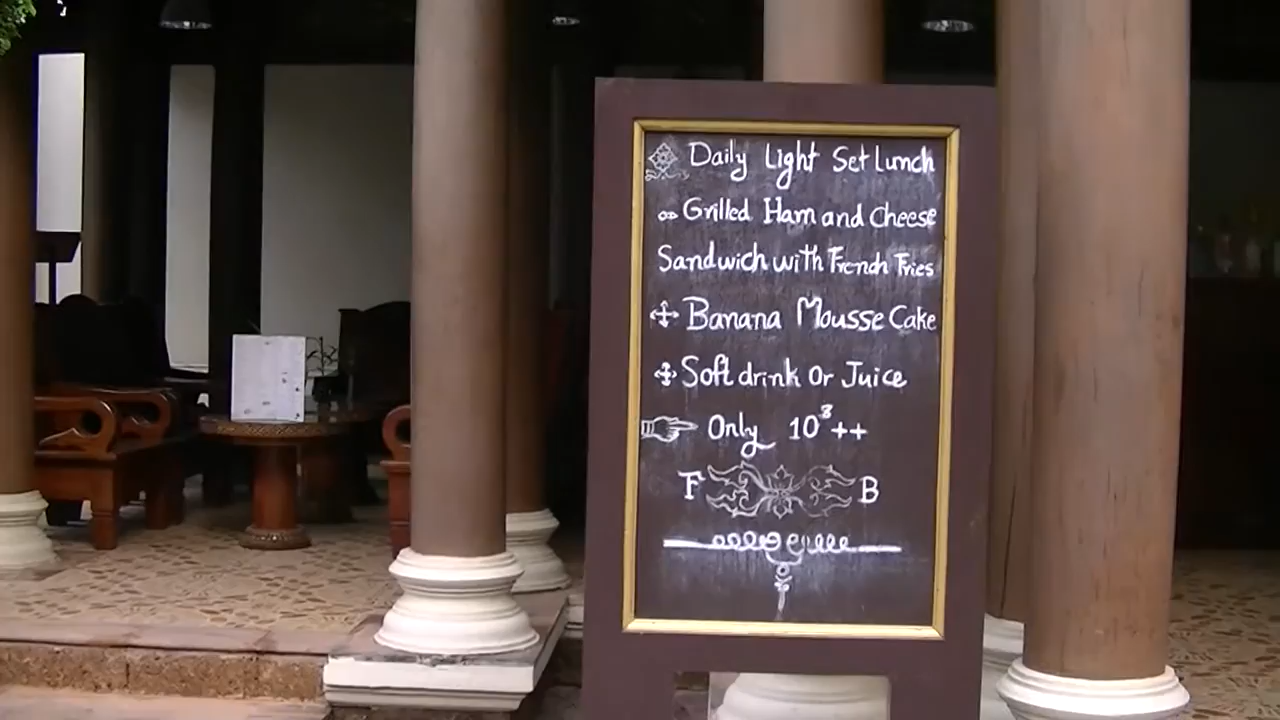 Daily Light Set Lunch
Grilled Ham and Cheese
Sandwich with French Fries
Banana Mousse Cake
Soft drink Or Juice
Only 10$++
F B